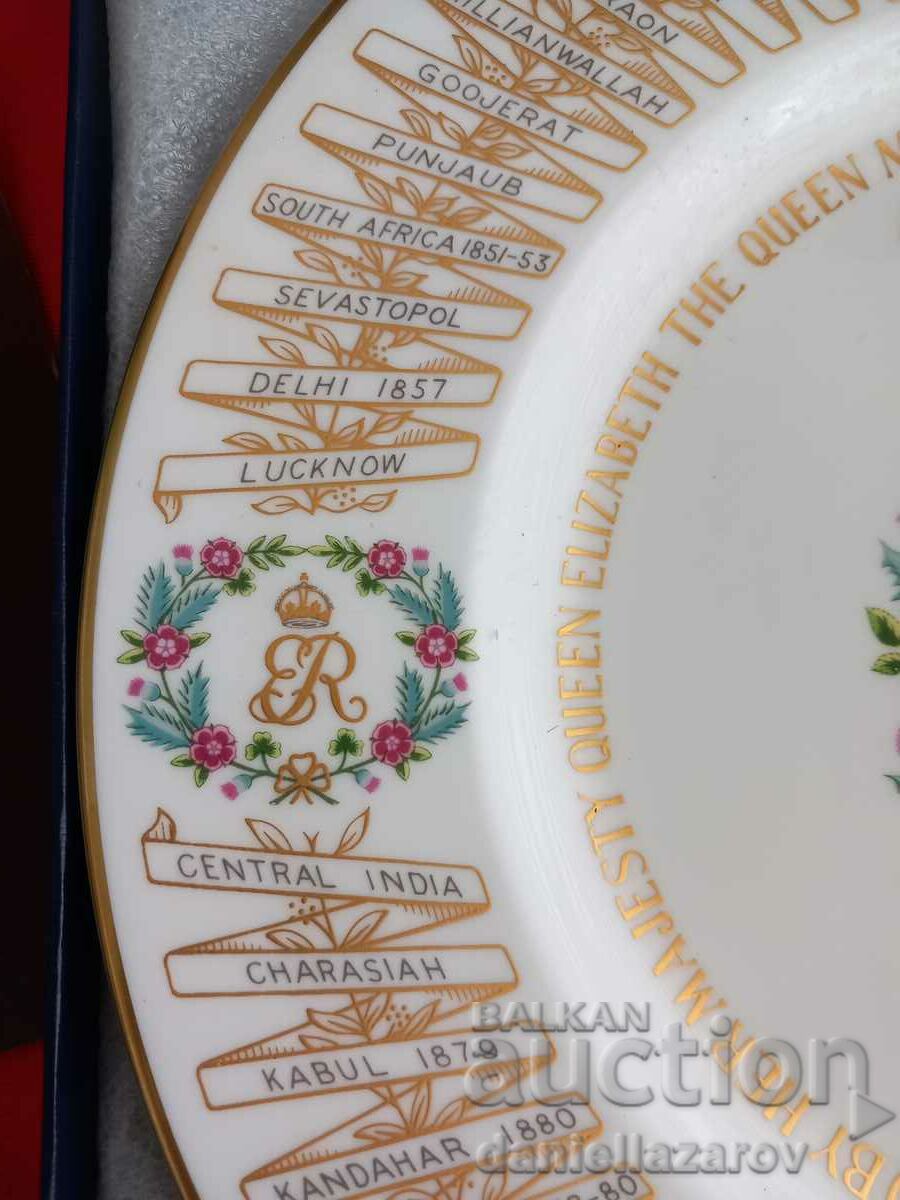 GOOJERAT
PUNJAUB
SOUTH AFRICA 1851-53
SEVASTOPOL
DELHI 1857
LUCKNOW
ER
CENTRAL INDIA
CHARASIAH
KABUL 1879
KANDAHAR 1880
BY HER MAJESTY QUEEN ELIZABETH THE QUEEN
BALKAN
auction
daniellazarov